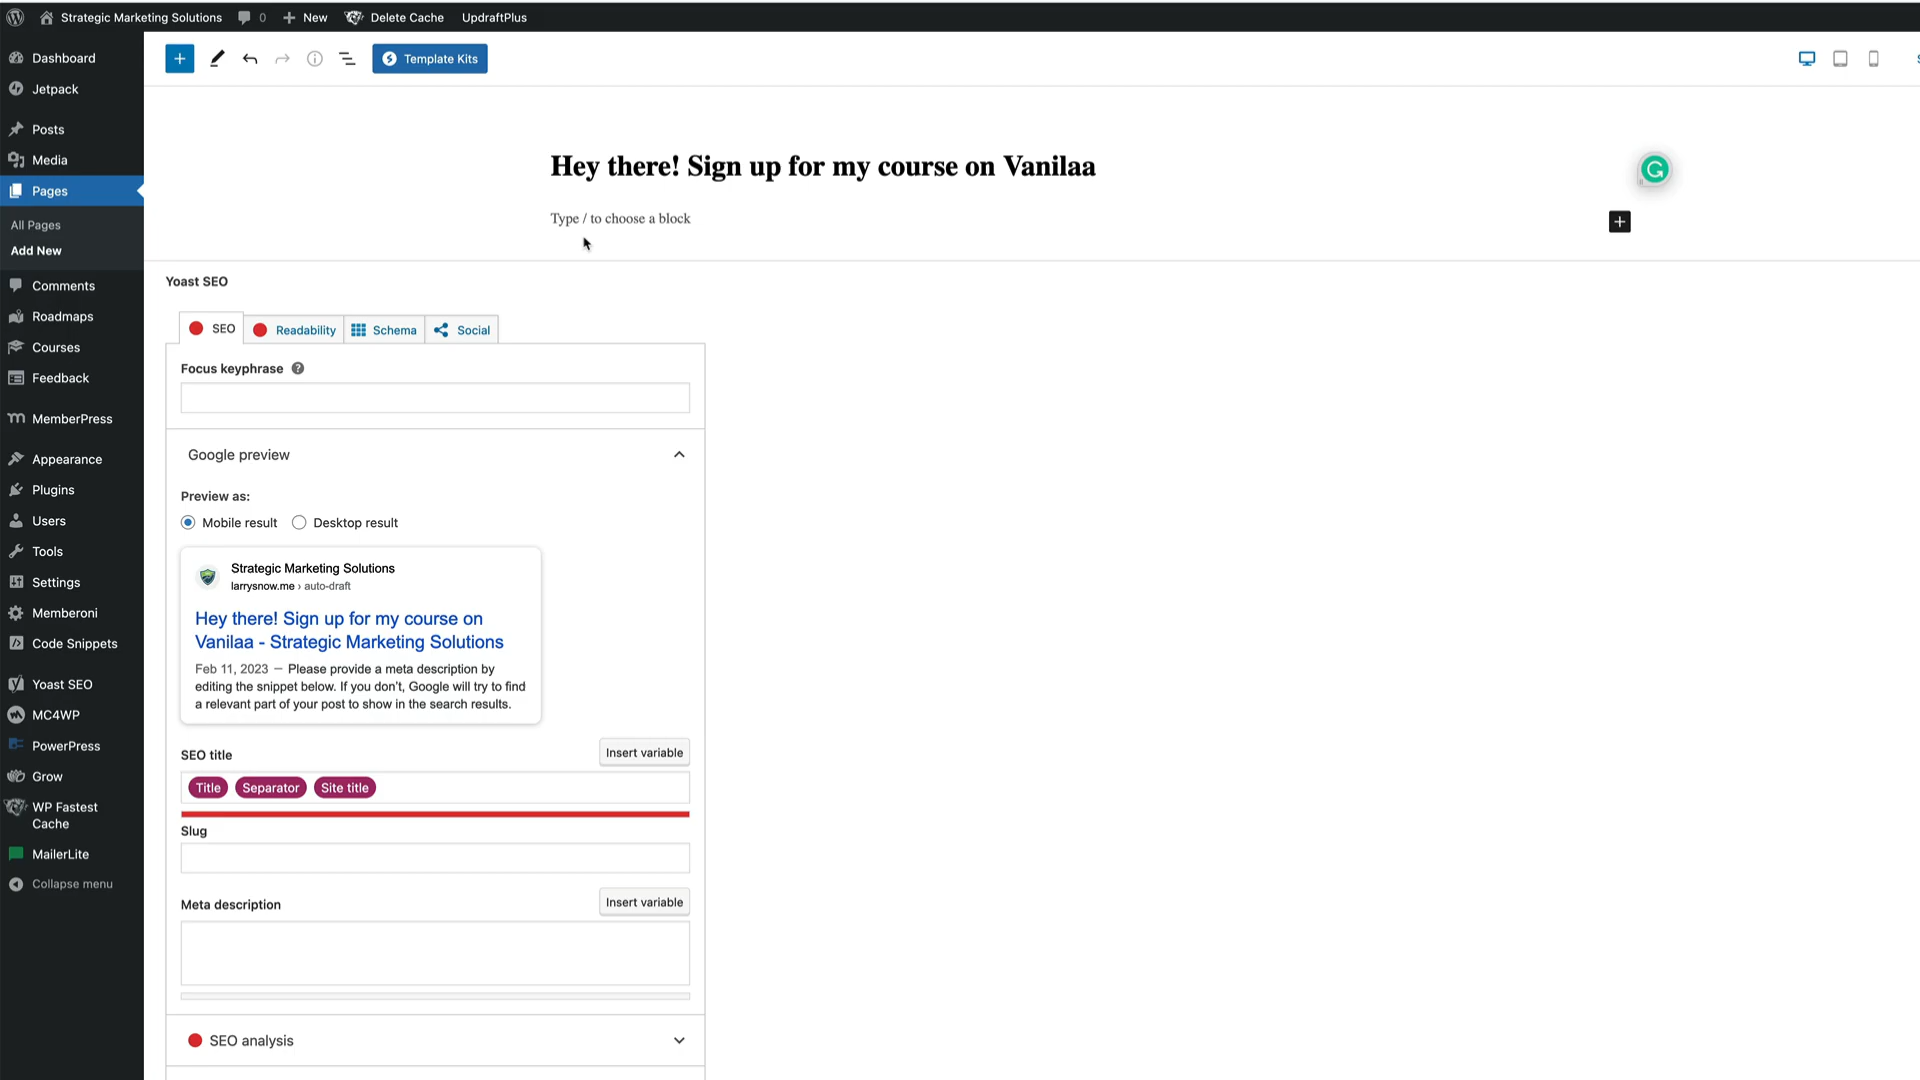 Strategic Marketing Solutions 0 New Delete Cache UpdraftPlus
Dashboard
Jetpack
Posts
Media
Pages
All Pages
Add New
Comments
Roadmaps
Courses
Feedback
MemberPress
Appearance
Plugins
Users
Tools
Settings
Memberoni
Code Snippets
Yoast SEO
MC4WP
PowerPress
Grow
WP Fastest
Cache
MailerLite
Collapse menu
Template Kits
Hey there! Sign up for my course on Vanilaa
Type / to choose a block
Yoast SEO
SEO Readability Schema Social
Focus keyphrase
Google preview
Preview as:
Mobile result Desktop result
Strategic Marketing Solutions
larrysnow.me › auto-draft
Hey there! Sign up for my course on
Vanilaa - Strategic Marketing Solutions
Feb 11, 2023 – Please provide a meta description by
editing the snippet below. If you don't, Google will try to find
a relevant part of your post to show in the search results.
SEO title Insert variable
Title Separator Site title
Slug
Meta description Insert variable
SEO analysis